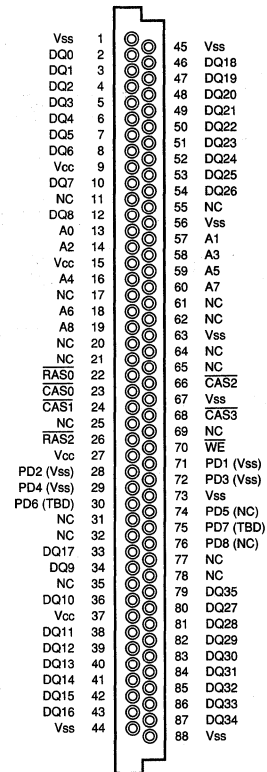 Vss 1
DQ0 2
DQ1 3
DQ2 4
DQ3 5
DQ4 6
DQ5 7
DQ6 8
Vcc 9
DQ7 10
NC 11
DQ8 12
A0 13
A2 14
Vcc 15
A4 16
NC 17
A6 18
A8 19
NC 20
NC 21
R̅A̅S̅0̅ 22
C̅A̅S̅0̅ 23
C̅A̅S̅1̅ 24
NC 25
R̅A̅S̅2̅ 26
Vcc 27
PD2 (Vss) 28
PD4 (Vss) 29
PD6 (TBD) 30
NC 31
NC 32
DQ17 33
DQ9 34
NC 35
DQ10 36
Vcc 37
DQ11 38
DQ12 39
DQ13 40
DQ14 41
DQ15 42
DQ16 43
Vss 44
45 Vss
46 DQ18
47 DQ19
48 DQ20
49 DQ21
50 DQ22
51 DQ23
52 DQ24
53 DQ25
54 DQ26
55 NC
56 Vss
57 A1
58 A3
59 A5
60 A7
61 NC
62 NC
63 Vss
64 NC
65 NC
66 C̅A̅S̅2̅
67 Vss
68 C̅A̅S̅3̅
69 NC
70 W̅E̅
71 PD1 (Vss)
72 PD3 (Vss)
73 Vss
74 PD5 (NC)
75 PD7 (TBD)
76 PD8 (NC)
77 NC
78 NC
79 DQ35
80 DQ27
81 DQ28
82 DQ29
83 DQ30
84 DQ31
85 DQ32
86 DQ33
87 DQ34
88 Vss